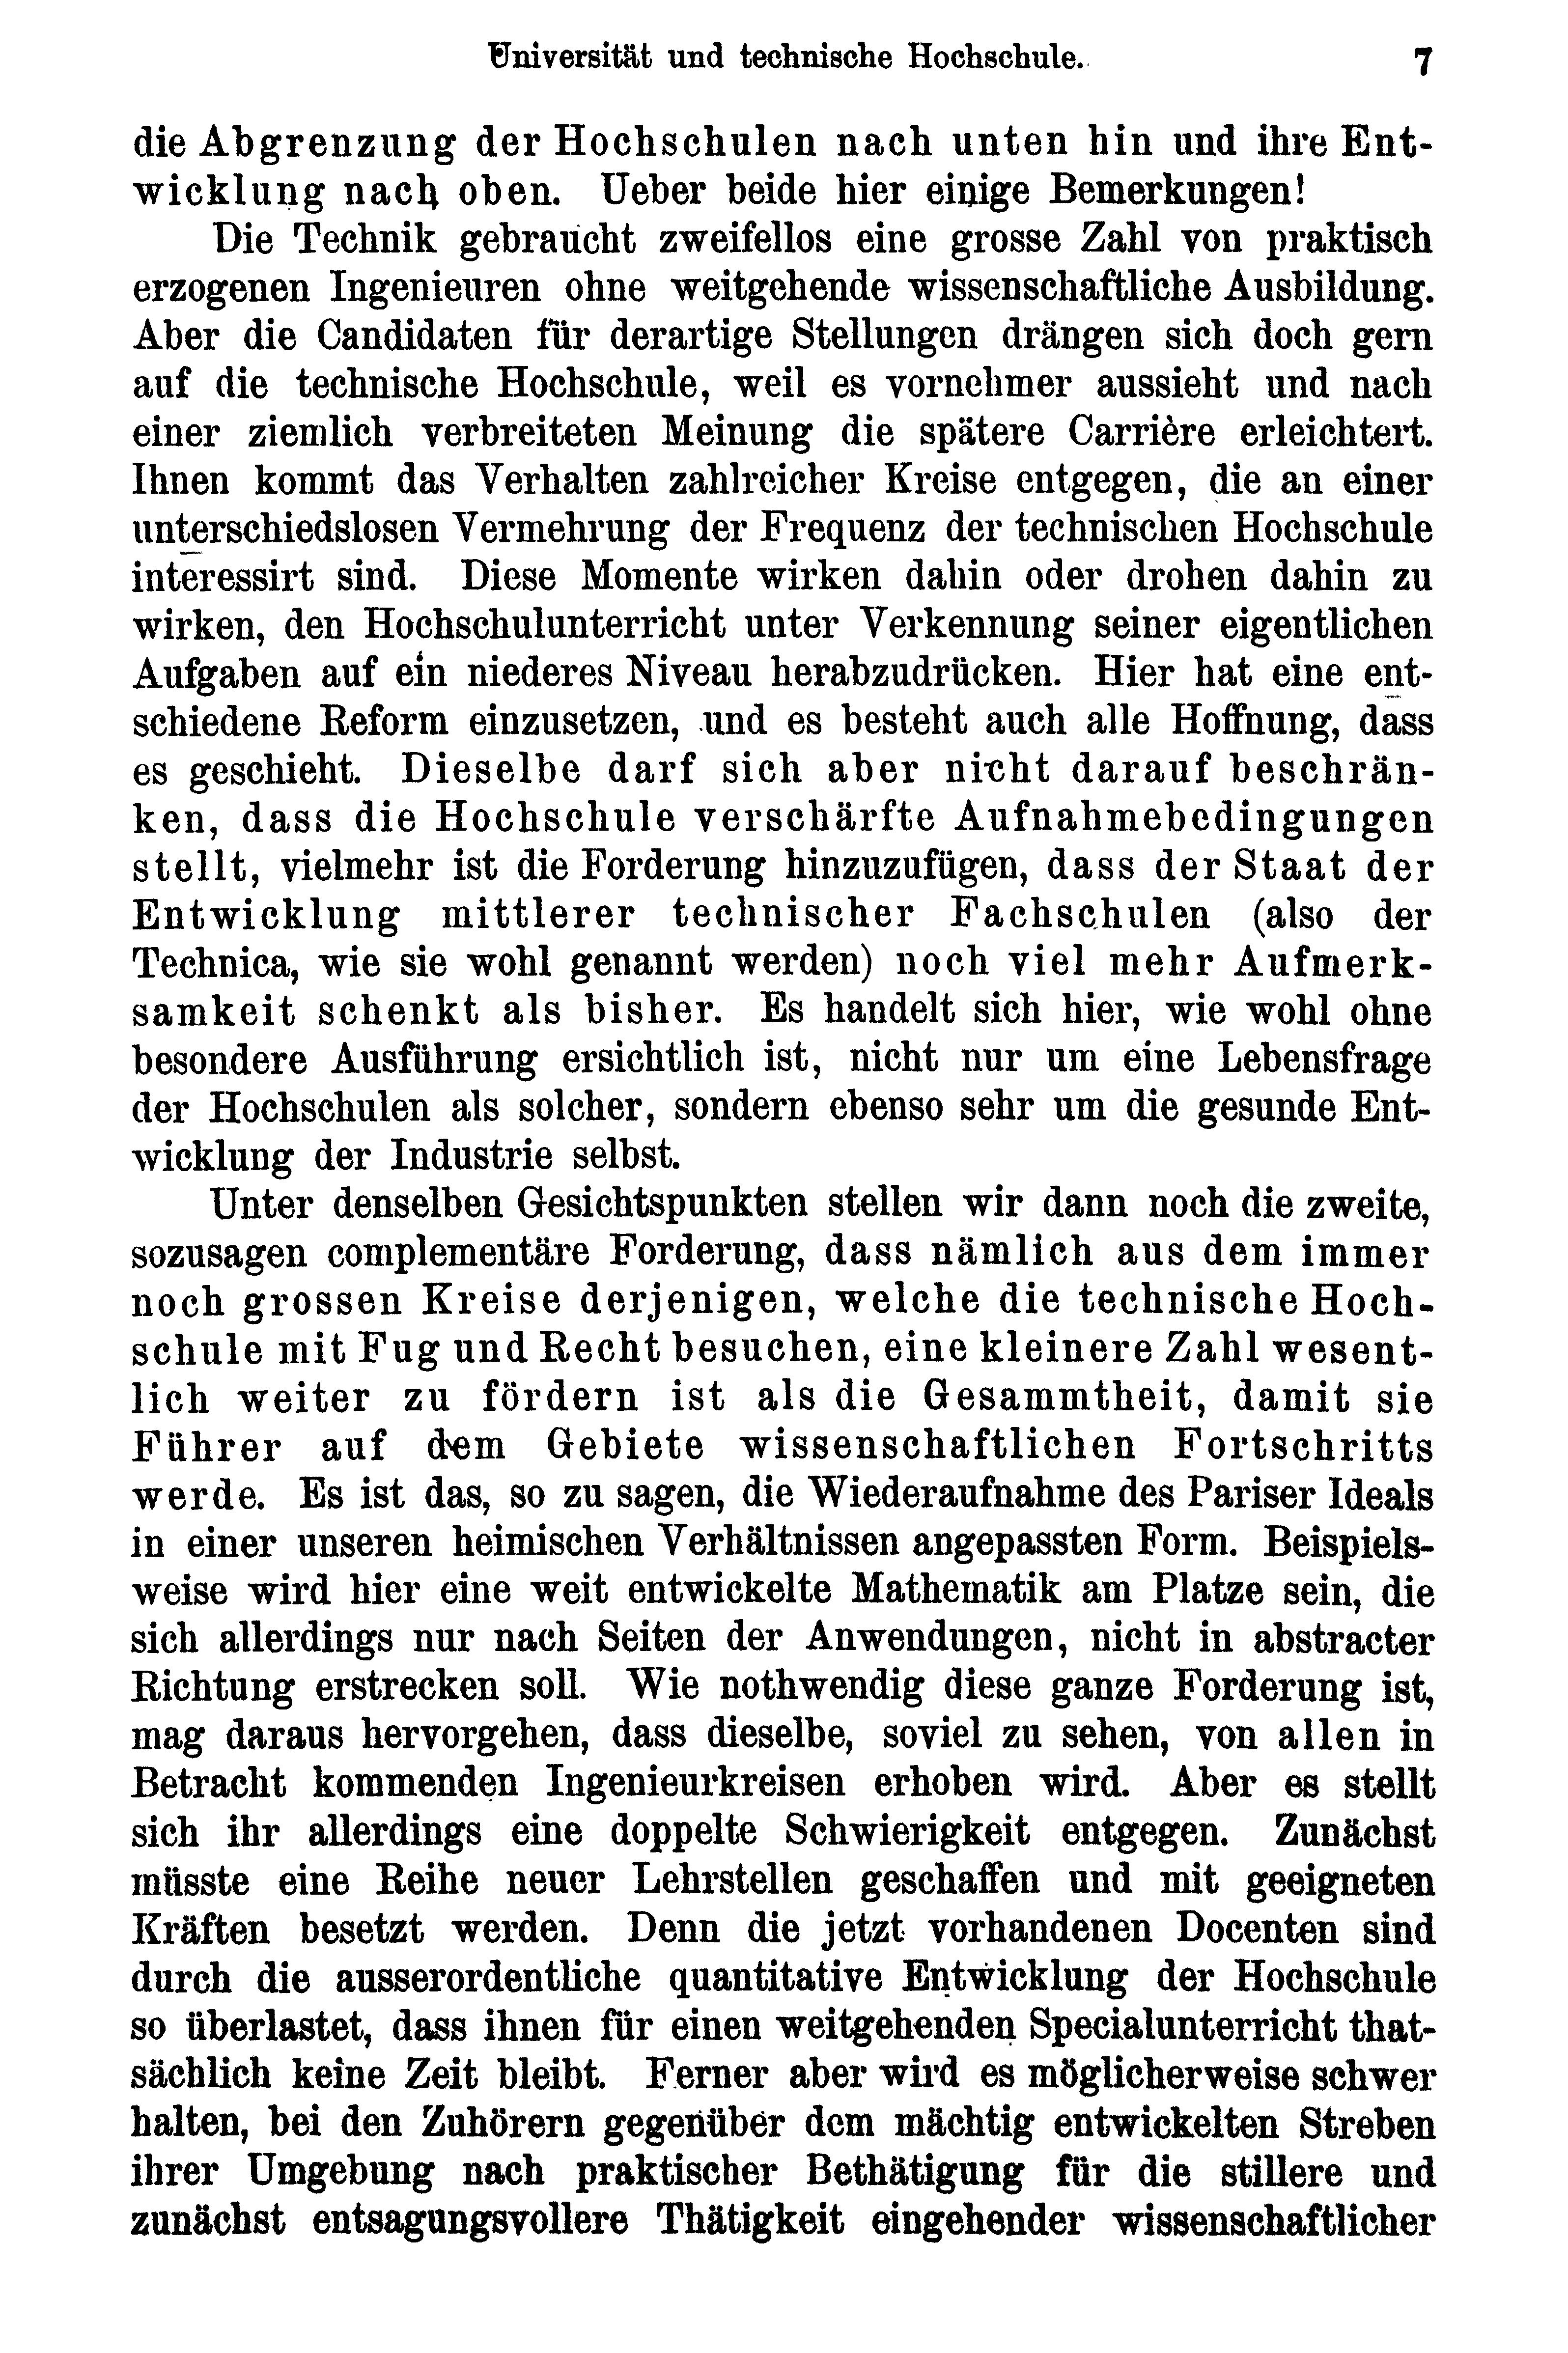 Universität und technische Hochschule. 7
die Abgrenzung der Hochschulen nach unten hin und ihre Ent-
wicklung nach oben. Ueber beide hier einige Bemerkungen!
Die Technik gebraucht zweifellos eine grosse Zahl von praktisch
erzogenen Ingenieuren ohne weitgehende wissenschaftliche Ausbildung.
Aber die Candidaten für derartige Stellungen drängen sich doch gern
auf die technische Hochschule, weil es vornehmer aussieht und nach
einer ziemlich verbreiteten Meinung die spätere Carrière erleichtert.
Ihnen kommt das Verhalten zahlreicher Kreise entgegen, die an einer
unterschiedslosen Vermehrung der Frequenz der technischen Hochschule
interessirt sind. Diese Momente wirken dahin oder drohen dahin zu
wirken, den Hochschulunterricht unter Verkennung seiner eigentlichen
Aufgaben auf ein niederes Niveau herabzudrücken. Hier hat eine ent-
schiedene Reform einzusetzen, und es besteht auch alle Hoffnung, dass
es geschieht. Dieselbe darf sich aber nicht darauf beschrän-
ken, dass die Hochschule verschärfte Aufnahmebedingungen
stellt, vielmehr ist die Forderung hinzuzufügen, dass der Staat der
Entwicklung mittlerer technischer Fachschulen (also der
Technica, wie sie wohl genannt werden) noch viel mehr Aufmerk-
samkeit schenkt als bisher. Es handelt sich hier, wie wohl ohne
besondere Ausführung ersichtlich ist, nicht nur um eine Lebensfrage
der Hochschulen als solcher, sondern ebenso sehr um die gesunde Ent-
wicklung der Industrie selbst.
Unter denselben Gesichtspunkten stellen wir dann noch die zweite,
sozusagen complementäre Forderung, dass nämlich aus dem immer
noch grossen Kreise derjenigen, welche die technische Hoch-
schule mit Fug und Recht besuchen, eine kleinere Zahl wesent-
lich weiter zu fördern ist als die Gesammtheit, damit sie
Führer auf dem Gebiete wissenschaftlichen Fortschritts
werde. Es ist das, so zu sagen, die Wiederaufnahme des Pariser Ideals
in einer unseren heimischen Verhältnissen angepassten Form. Beispiels-
weise wird hier eine weit entwickelte Mathematik am Platze sein, die
sich allerdings nur nach Seiten der Anwendungen, nicht in abstracter
Richtung erstrecken soll. Wie nothwendig diese ganze Forderung ist,
mag daraus hervorgehen, dass dieselbe, soviel zu sehen, von allen in
Betracht kommenden Ingenieurkreisen erhoben wird. Aber es stellt
sich ihr allerdings eine doppelte Schwierigkeit entgegen. Zunächst
müsste eine Reihe neuer Lehrstellen geschaffen und mit geeigneten
Kräften besetzt werden. Denn die jetzt vorhandenen Docenten sind
durch die ausserordentliche quantitative Entwicklung der Hochschule
so überlastet, dass ihnen für einen weitgehenden Specialunterricht that-
sächlich keine Zeit bleibt. Ferner aber wird es möglicherweise schwer
halten, bei den Zuhörern gegenüber dem mächtig entwickelten Streben
ihrer Umgebung nach praktischer Bethätigung für die stillere und
zunächst entsagungsvollere Thätigkeit eingehender wissenschaftlicher